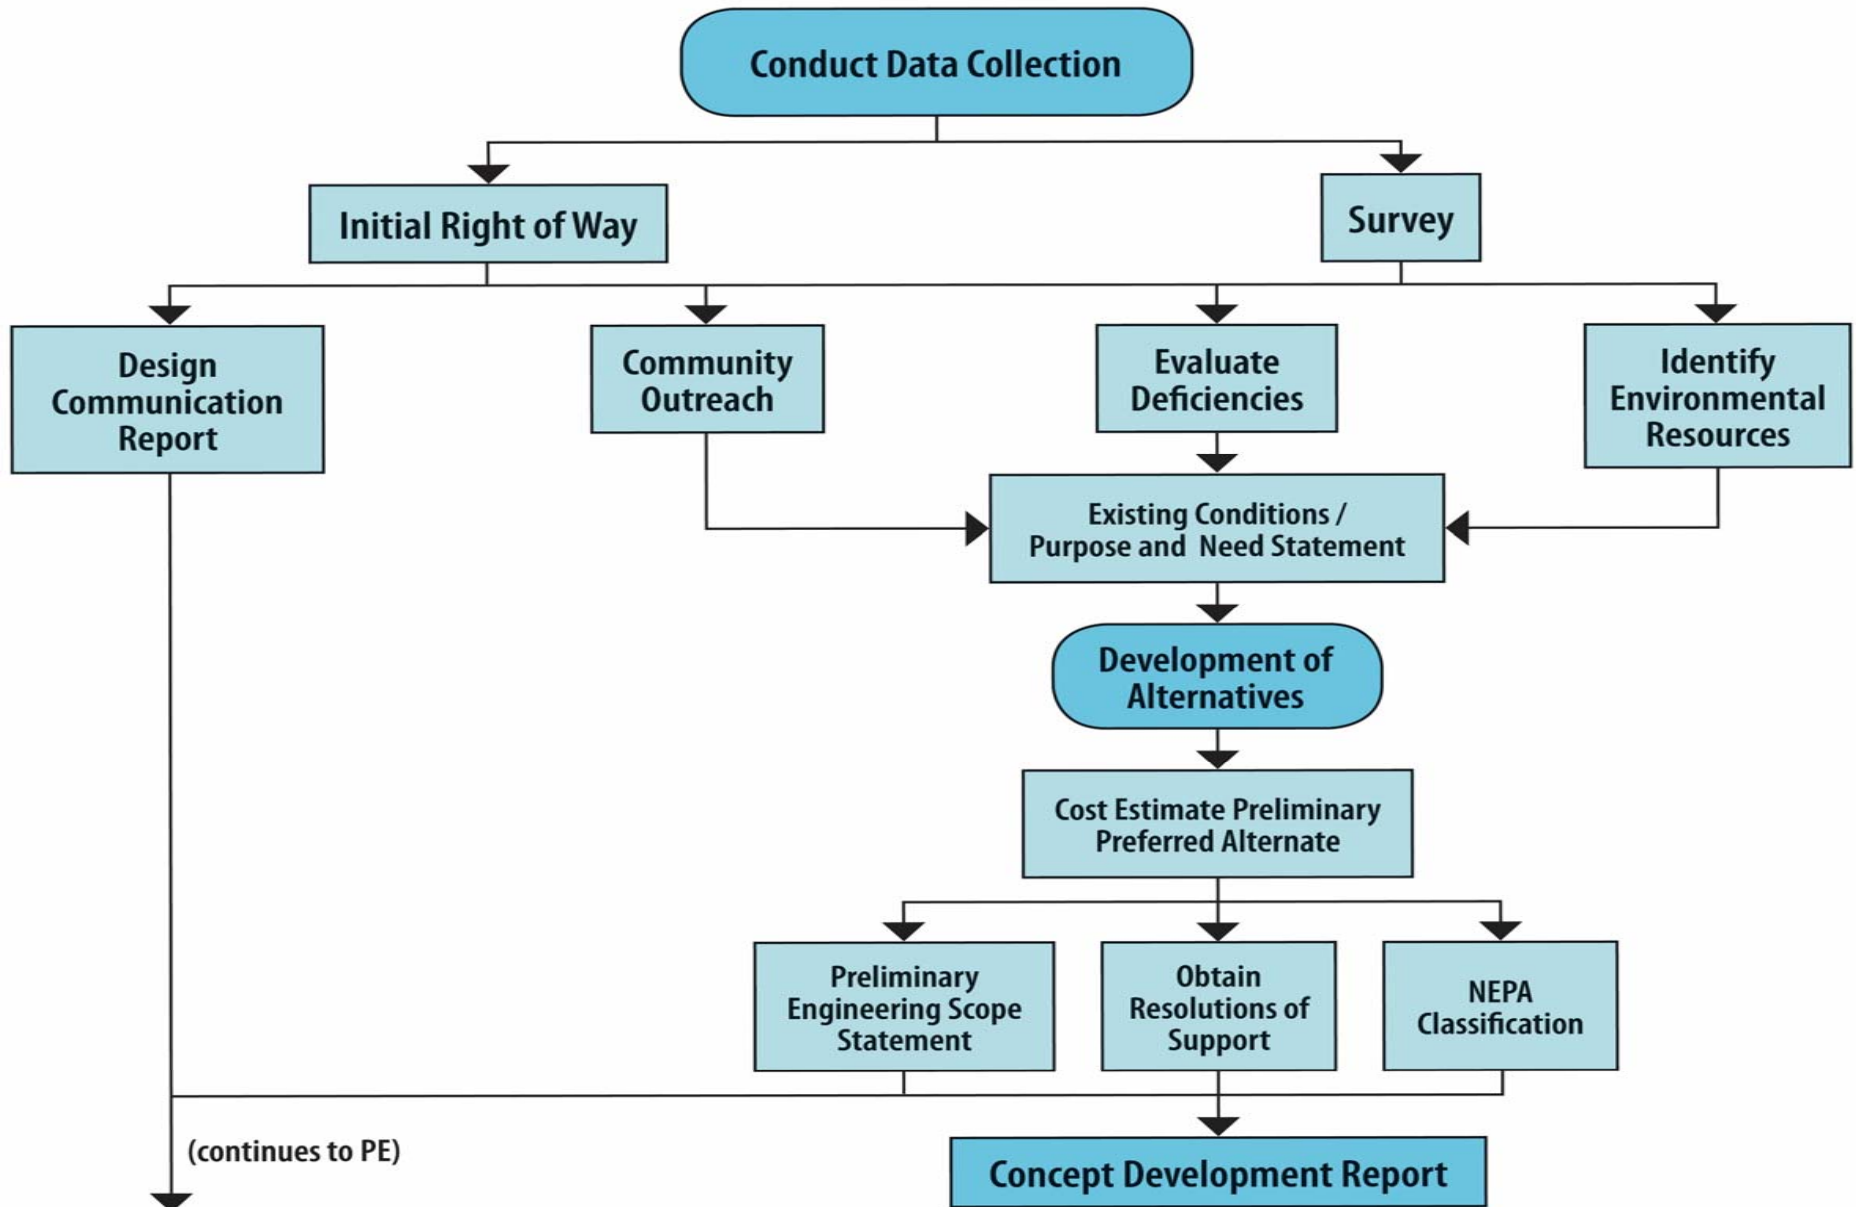 Conduct Data Collection
Initial Right of Way
Survey
Design
Communication
Report
Community
Outreach
Evaluate
Deficiencies
Identify
Environmental
Resources
Existing Conditions /
Purpose and Need Statement
Development of
Alternatives
Cost Estimate Preliminary
Preferred Alternate
Preliminary
Engineering Scope
Statement
Obtain
Resolutions of
Support
NEPA
Classification
(continues to PE)
Concept Development Report